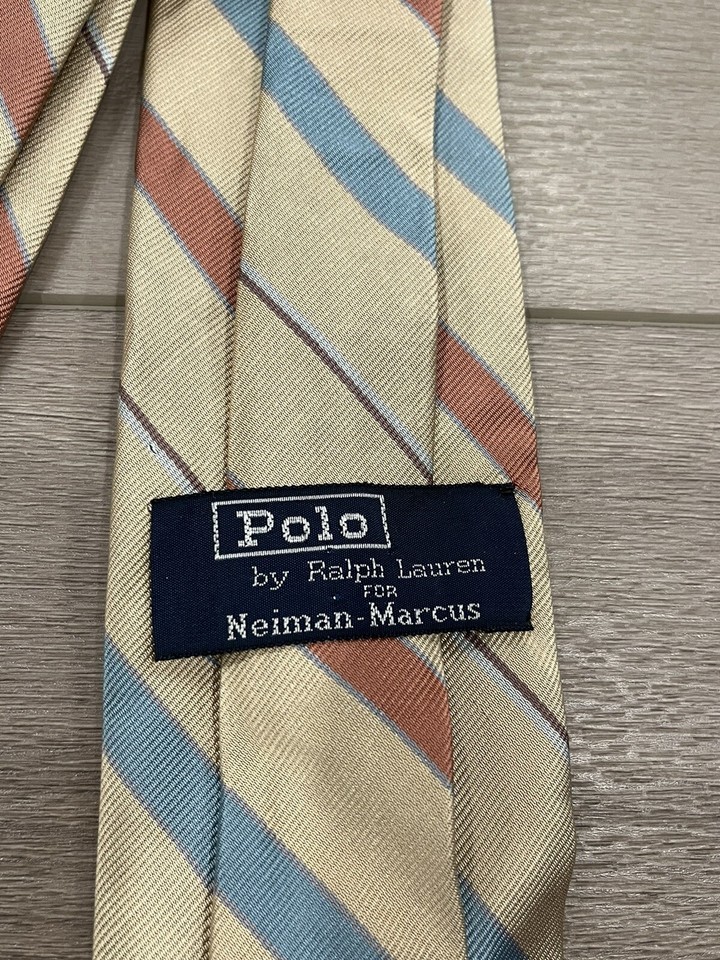 Polo
by Ralph Lauren
FOR
Neiman-Marcus